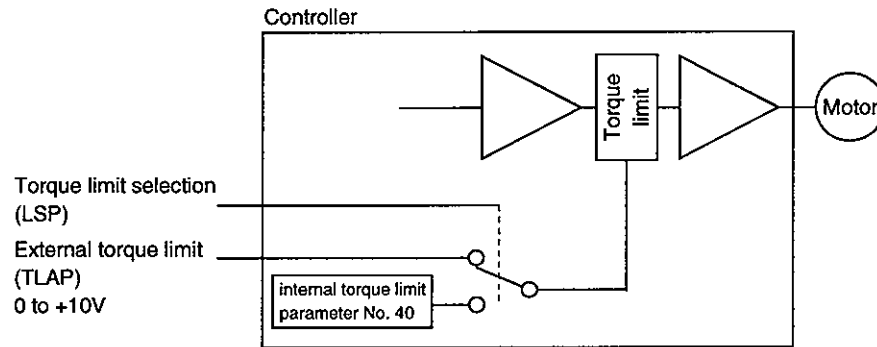 Controller
Torque
limit
Motor
Torque limit selection
(LSP)
External torque limit
(TLAP)
0 to +10V
internal torque limit
parameter No. 40